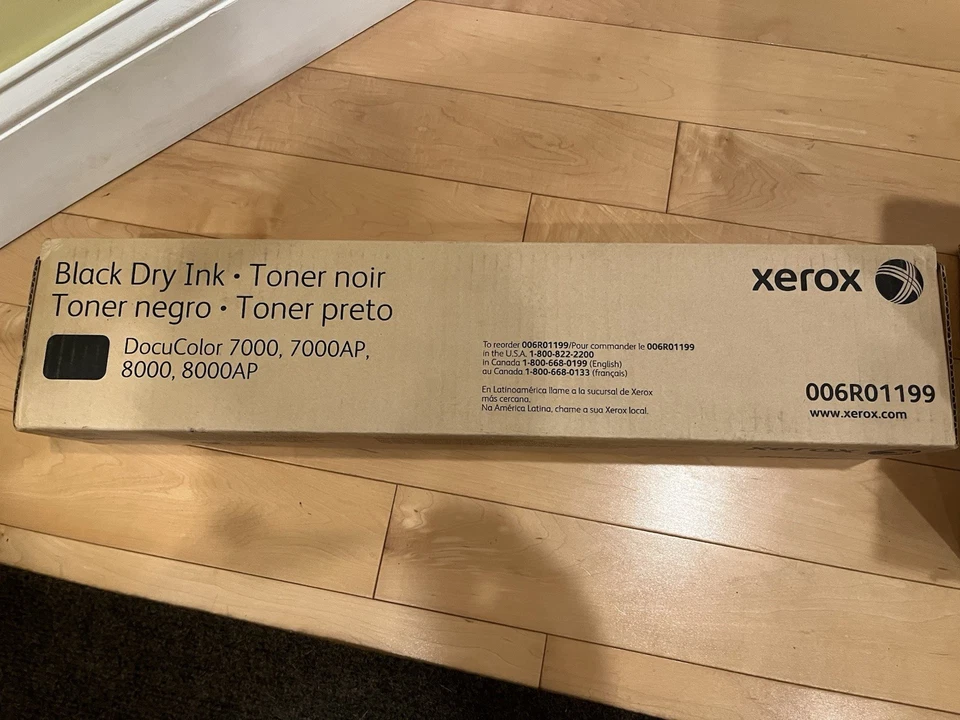 Black Dry Ink • Toner noir
Toner negro • Toner preto
DocuColor 7000, 7000AP,
8000, 8000AP
To reorder 006R01199/Pour commander le 006R01199
in the U.S.A. 1-800-822-2200
in Canada 1-800-668-0199 (English)
au Canada 1-800-668-0133 (français)
En Latinoamérica llame a la sucursal de Xerox
más cercana.
Na América Latina, chame a sua Xerox local.
xerox
006R01199
www.xerox.com
xerox